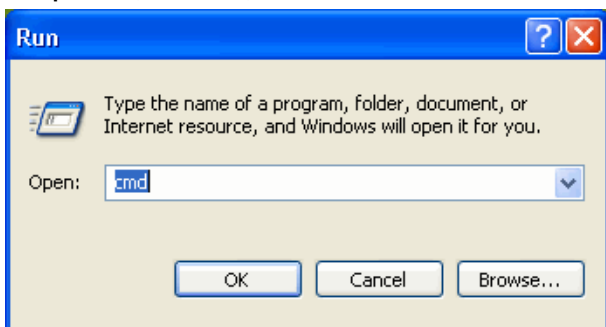 Run
Type the name of a program, folder, document, or
Internet resource, and Windows will open it for you.
Open: cmd
OK Cancel Browse...